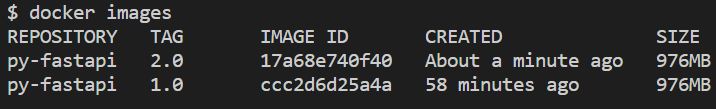 $ docker images
REPOSITORY   TAG       IMAGE ID       CREATED              SIZE
py-fastapi   2.0       17a68e740f40   About a minute ago   976MB
py-fastapi   1.0       ccc2d6d25a4a   58 minutes ago       976MB